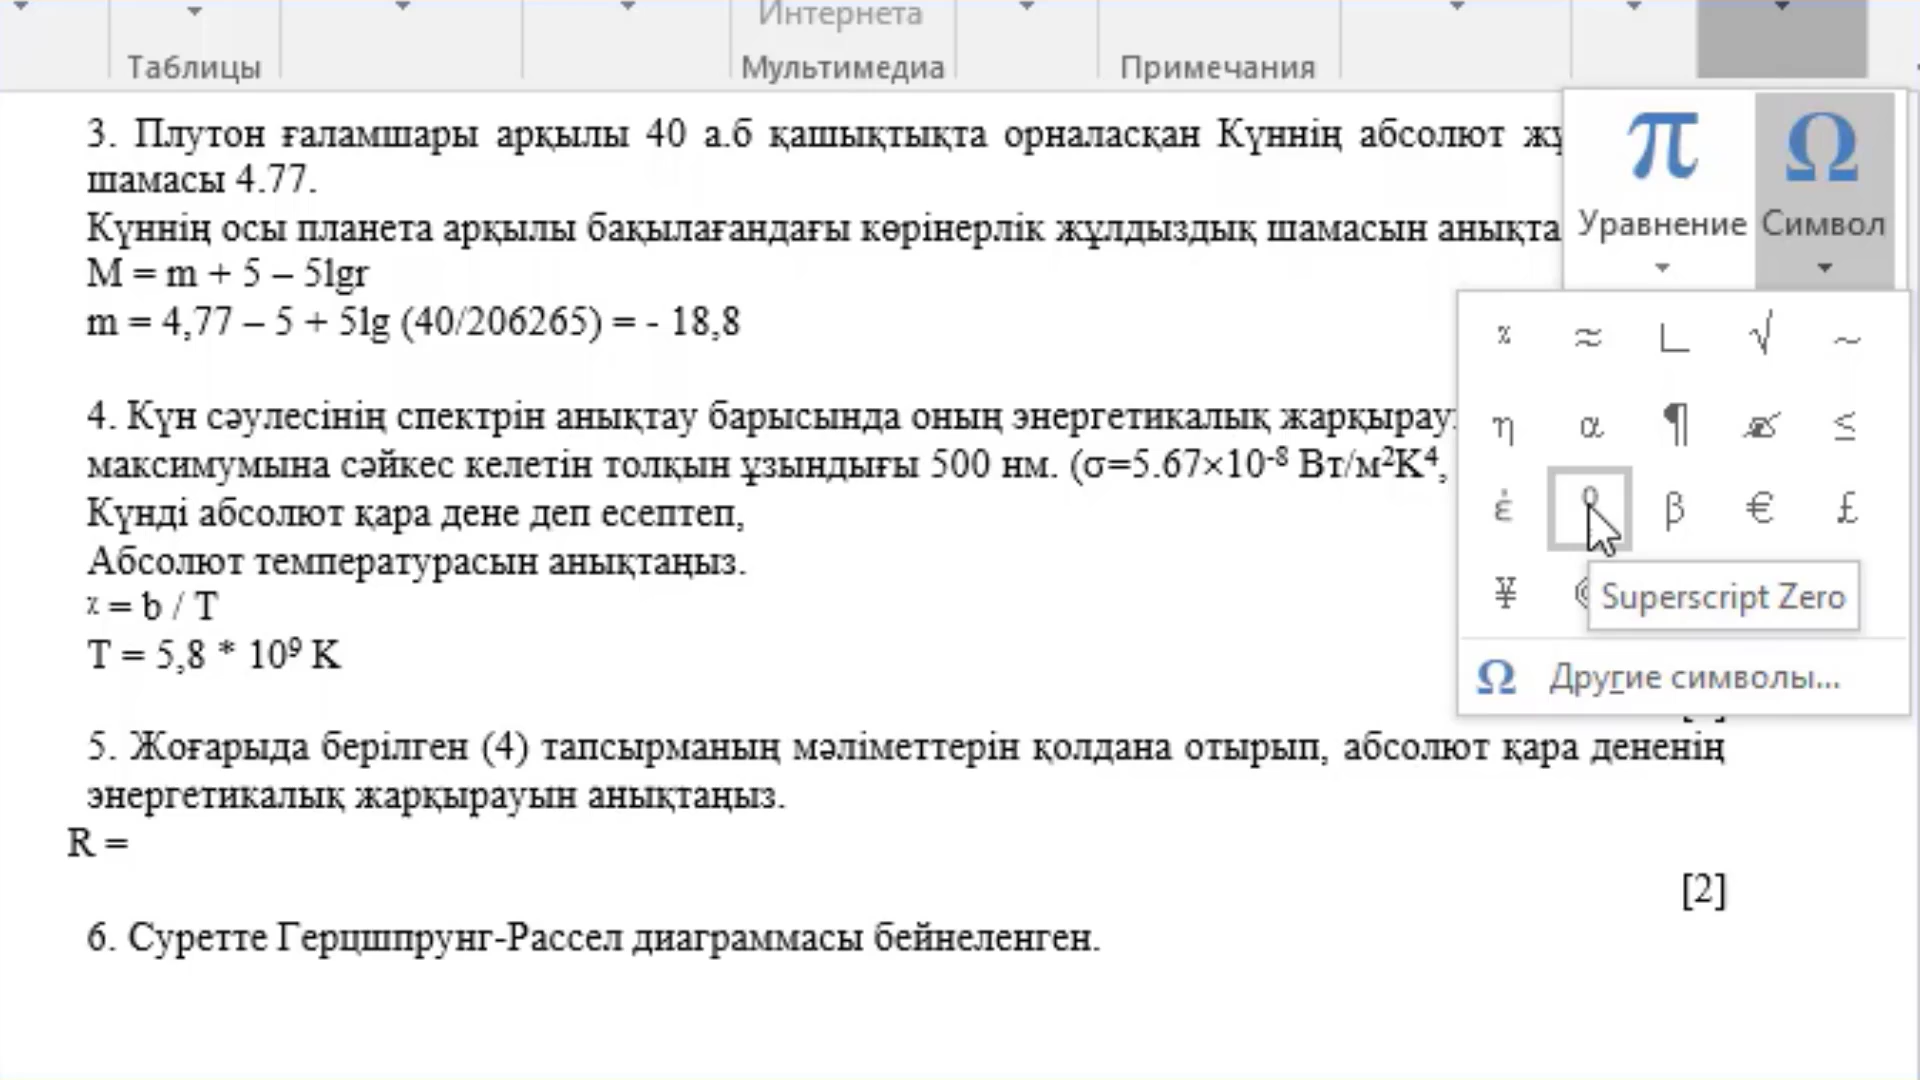 Интернета
Таблицы
Мультимедиа
Примечания
3. Плутон ғаламшары арқылы 40 а.б қашықтықта орналасқан Күннің абсолют
шамасы 4.77.
Күннің осы планета арқылы бақылағандағы көрінерлік жұлдыздық шамасын анықта
M = m + 5 – 5lgr
m = 4,77 – 5 + 5lg (40/206265) = - 18,8
4. Күн сәулесінің спектрін анықтау барысында оның энергетикалық жарқырау
максимумына сәйкес келетін толқын ұзындығы 500 нм. (σ=5.67×10⁻⁸ Вт/м²К⁴,
Күнді абсолют қара дене деп есептеп,
Абсолют температурасын анықтаңыз.
ᵡ = b / T
T = 5,8 * 10⁹ K
5. Жоғарыда берілген (4) тапсырманың мәліметтерін қолдана отырып, абсолют қара дененің
энергетикалық жарқырауын анықтаңыз.
R =
[2]
6. Суретте Герцшпрунг-Рассел диаграммасы бейнеленген.
π Ω
Уравнение Символ
ᵡ ≈ ∟ √ ~
η α ¶ ≤
έ ⁰ β € £
¥
Superscript Zero
Ω Другие символы...